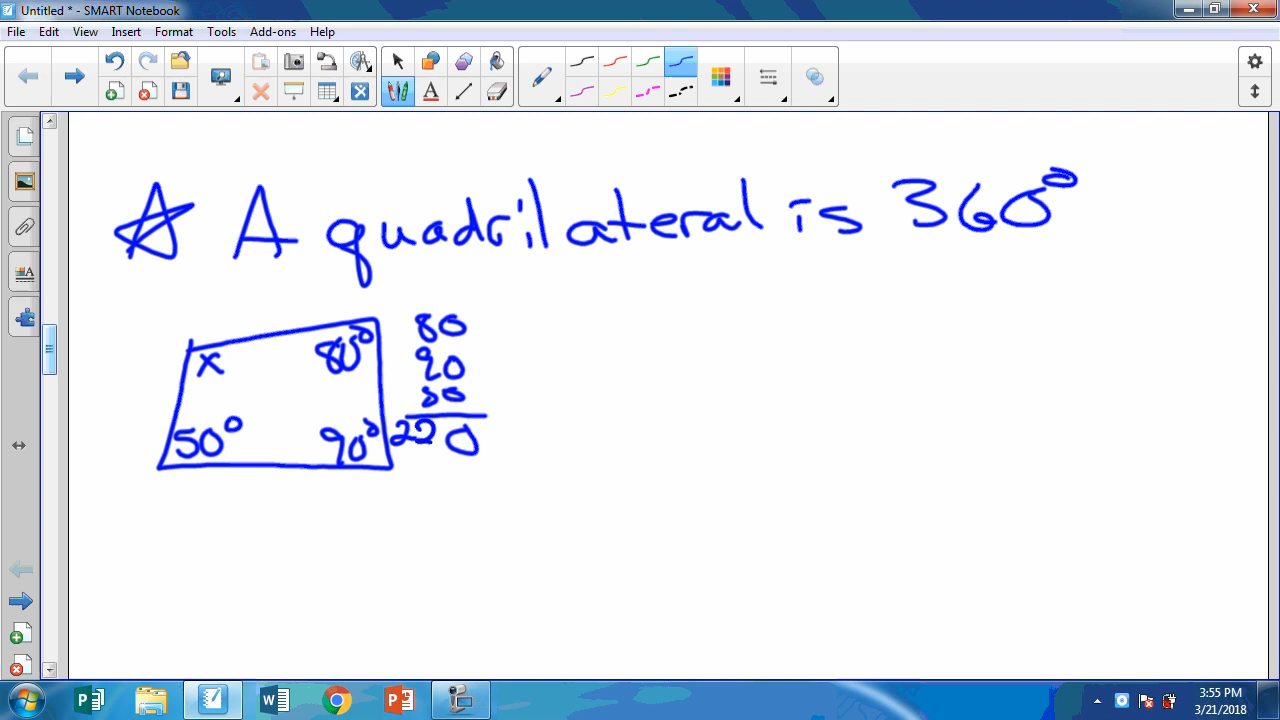 Untitled * - SMART Notebook
File Edit View Insert Format Tools Add-ons Help
A quadrilateral is 360°
x 80°
50° 90°
80
90
50
220
3:55 PM
3/21/2018